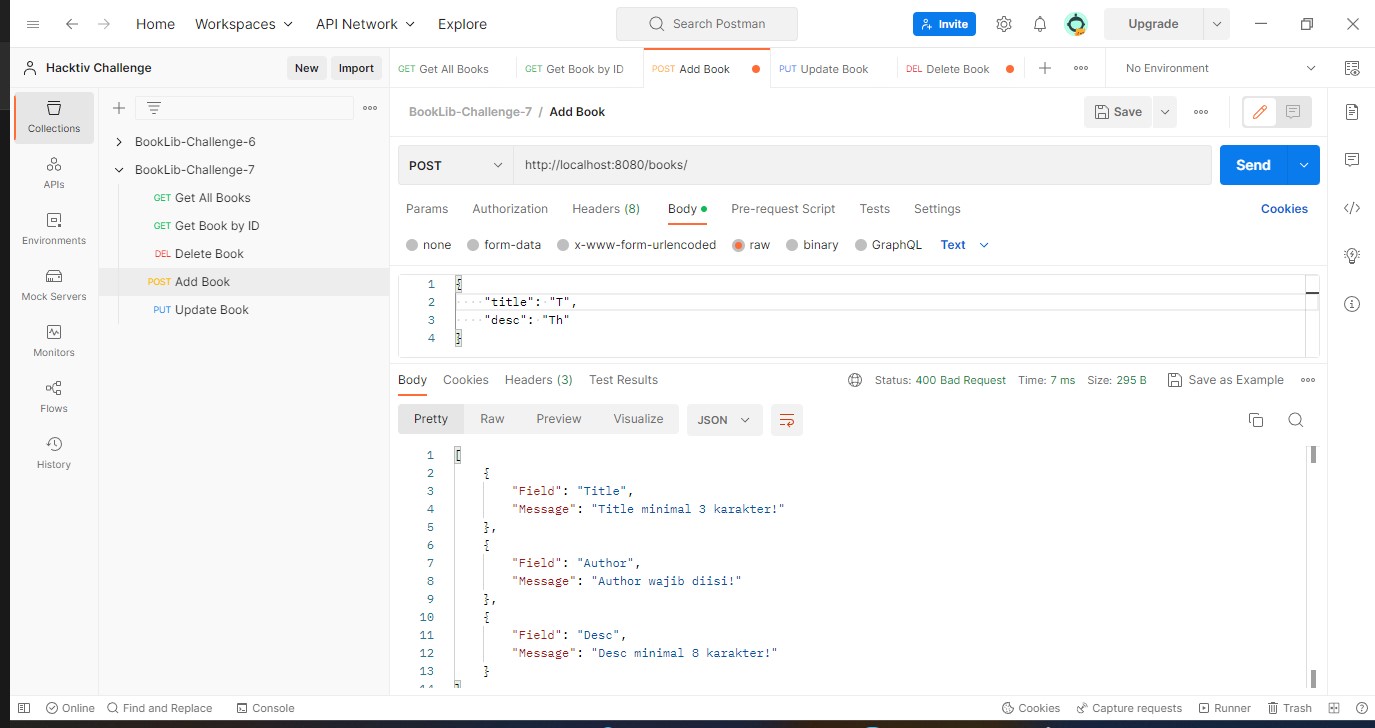 Home Workspaces API Network Explore Search Postman Invite Upgrade
Hacktiv Challenge New Import GET Get All Books GET Get Book by ID POST Add Book PUT Update Book DEL Delete Book No Environment
Collections
APIs
Environments
Mock Servers
Monitors
Flows
History
BookLib-Challenge-6
BookLib-Challenge-7
GET Get All Books
GET Get Book by ID
DEL Delete Book
POST Add Book
PUT Update Book
BookLib-Challenge-7 / Add Book Save
POST http://localhost:8080/books/ Send
Params Authorization Headers (8) Body Pre-request Script Tests Settings Cookies
none form-data x-www-form-urlencoded raw binary GraphQL Text
1 {
2 "title": "T",
3 "desc": "Th"
4 }
Body Cookies Headers (3) Test Results Status: 400 Bad Request Time: 7 ms Size: 295 B Save as Example
Pretty Raw Preview Visualize JSON
1 [
2 {
3 "Field": "Title",
4 "Message": "Title minimal 3 karakter!"
5 },
6 {
7 "Field": "Author",
8 "Message": "Author wajib diisi!"
9 },
10 {
11 "Field": "Desc",
12 "Message": "Desc minimal 8 karakter!"
13 }
14 ]
Online Find and Replace Console Cookies Capture requests Runner Trash